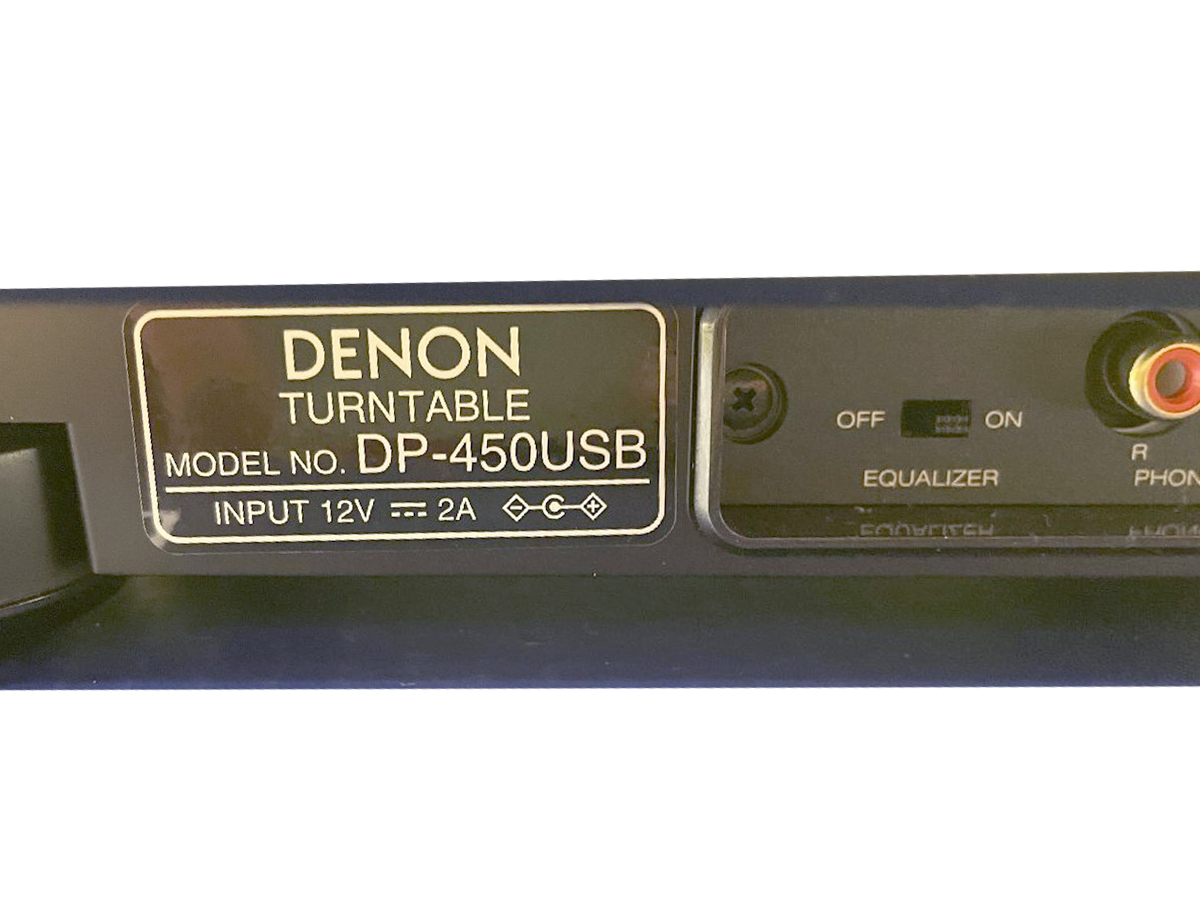 DENON
TURNTABLE
MODEL NO. DP-450USB
INPUT 12V ⎓ 2A
OFF ON
EQUALIZER
R